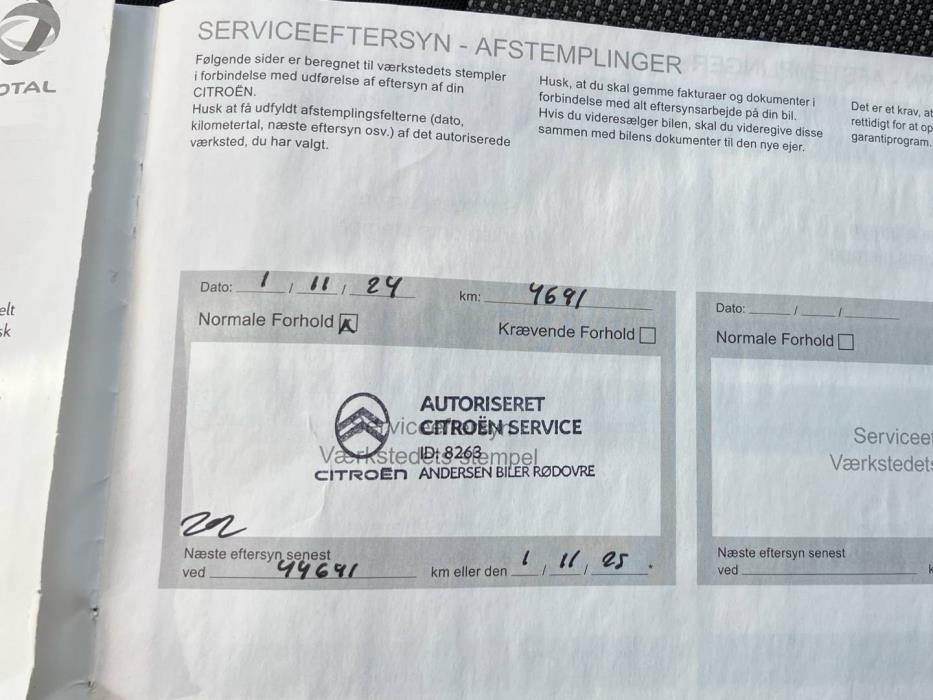 OTAL
elt
sk
SERVICEEFTERSYN - AFSTEMPLINGER
Følgende sider er beregnet til værkstedets stempler
i forbindelse med udførelse af eftersyn af din
CITROËN.
Husk at få udfyldt afstemplingsfelterne (dato,
kilometertal, næste eftersyn osv.) af det autoriserede
værksted, du har valgt.
Husk, at du skal gemme fakturaer og dokumenter i
forbindelse med alt eftersynsarbejde på din bil.
Hvis du videresælger bilen, skal du videregive disse
sammen med bilens dokumenter til den nye ejer.
Det er et krav, at
rettidigt for at op
garantiprogram.
Dato: 1 / 11 / 24 km: 4691
Normale Forhold Krævende Forhold
AUTORISERET
CITROËN SERVICE
ID: 8263
Værkstedets stempel
CITROËN ANDERSEN BILER RØDOVRE
Næste eftersyn senest
ved 44691 km eller den 1 / 11 / 25 .
Dato: / /
Normale Forhold
Servicee
Værkstedets
Næste eftersyn senest
ved k